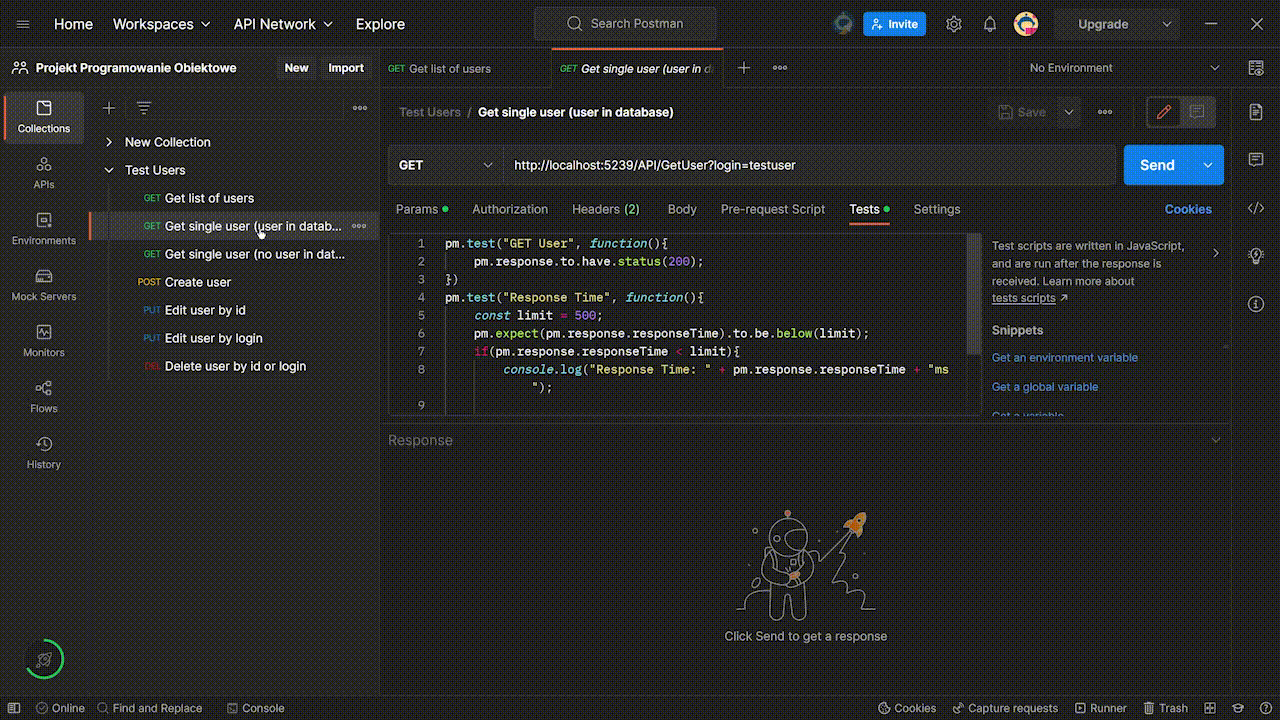 Home Workspaces API Network Explore Search Postman Invite Upgrade
Projekt Programowanie Obiektowe New Import
GET Get list of users
GET Get single user (user in d
No Environment
Collections
APIs
Environments
Mock Servers
Monitors
Flows
History
New Collection
Test Users
GET Get list of users
GET Get single user (user in datab...
GET Get single user (no user in dat...
POST Create user
PUT Edit user by id
PUT Edit user by login
DEL Delete user by id or login
Test Users / Get single user (user in database)
Save
GET http://localhost:5239/API/GetUser?login=testuser
Send
Params Authorization Headers (2) Body Pre-request Script Tests Settings Cookies
1 pm.test("GET User", function(){
2 pm.response.to.have.status(200);
3 })
4 pm.test("Response Time", function(){
5 const limit = 500;
6 pm.expect(pm.response.responseTime).to.be.below(limit);
7 if(pm.response.responseTime < limit){
8 console.log("Response Time: " + pm.response.responseTime + "ms
");
9
Test scripts are written in JavaScript,
and are run after the response is
received. Learn more about
tests scripts ↗
Snippets
Get an environment variable
Get a global variable
Get a variable
Response
Click Send to get a response
Online Find and Replace Console Cookies Capture requests Runner Trash